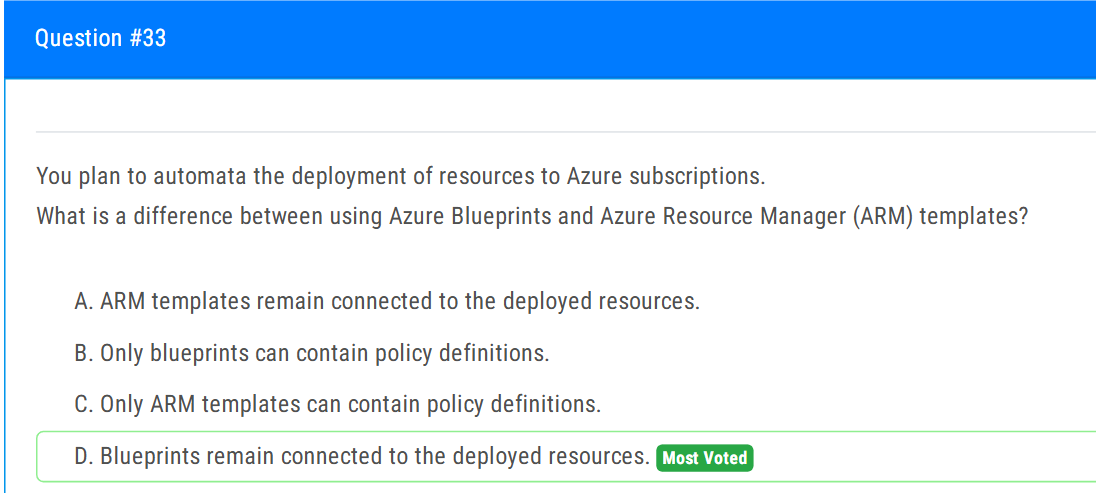 Question #33
You plan to automata the deployment of resources to Azure subscriptions.
What is a difference between using Azure Blueprints and Azure Resource Manager (ARM) templates?
A. ARM templates remain connected to the deployed resources.
B. Only blueprints can contain policy definitions.
C. Only ARM templates can contain policy definitions.
D. Blueprints remain connected to the deployed resources. Most Voted